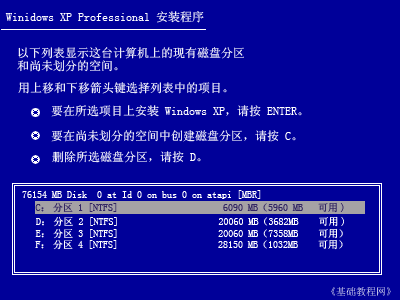 Winidows XP Professional 安装程序
以下列表显示这台计算机上的现有磁盘分区
和尚未划分的空间。
用上移和下移箭头键选择列表中的项目。
要在所选项目上安装 Windows XP，请按 ENTER。
要在尚未划分的空间中创建磁盘分区，请按 C。
删除所选磁盘分区，请按 D。
76154 MB Disk 0 at Id 0 on bus 0 on atapi [MBR]
C: 分区 1 [NTFS] 6090 MB (5960 MB 可用)
D: 分区 2 [NTFS] 20060 MB (3682MB 可用)
E: 分区 3 [NTFS] 20060 MB (7358MB 可用)
F: 分区 4 [NTFS] 28150 MB (1032MB 可用)
《基础教程网》